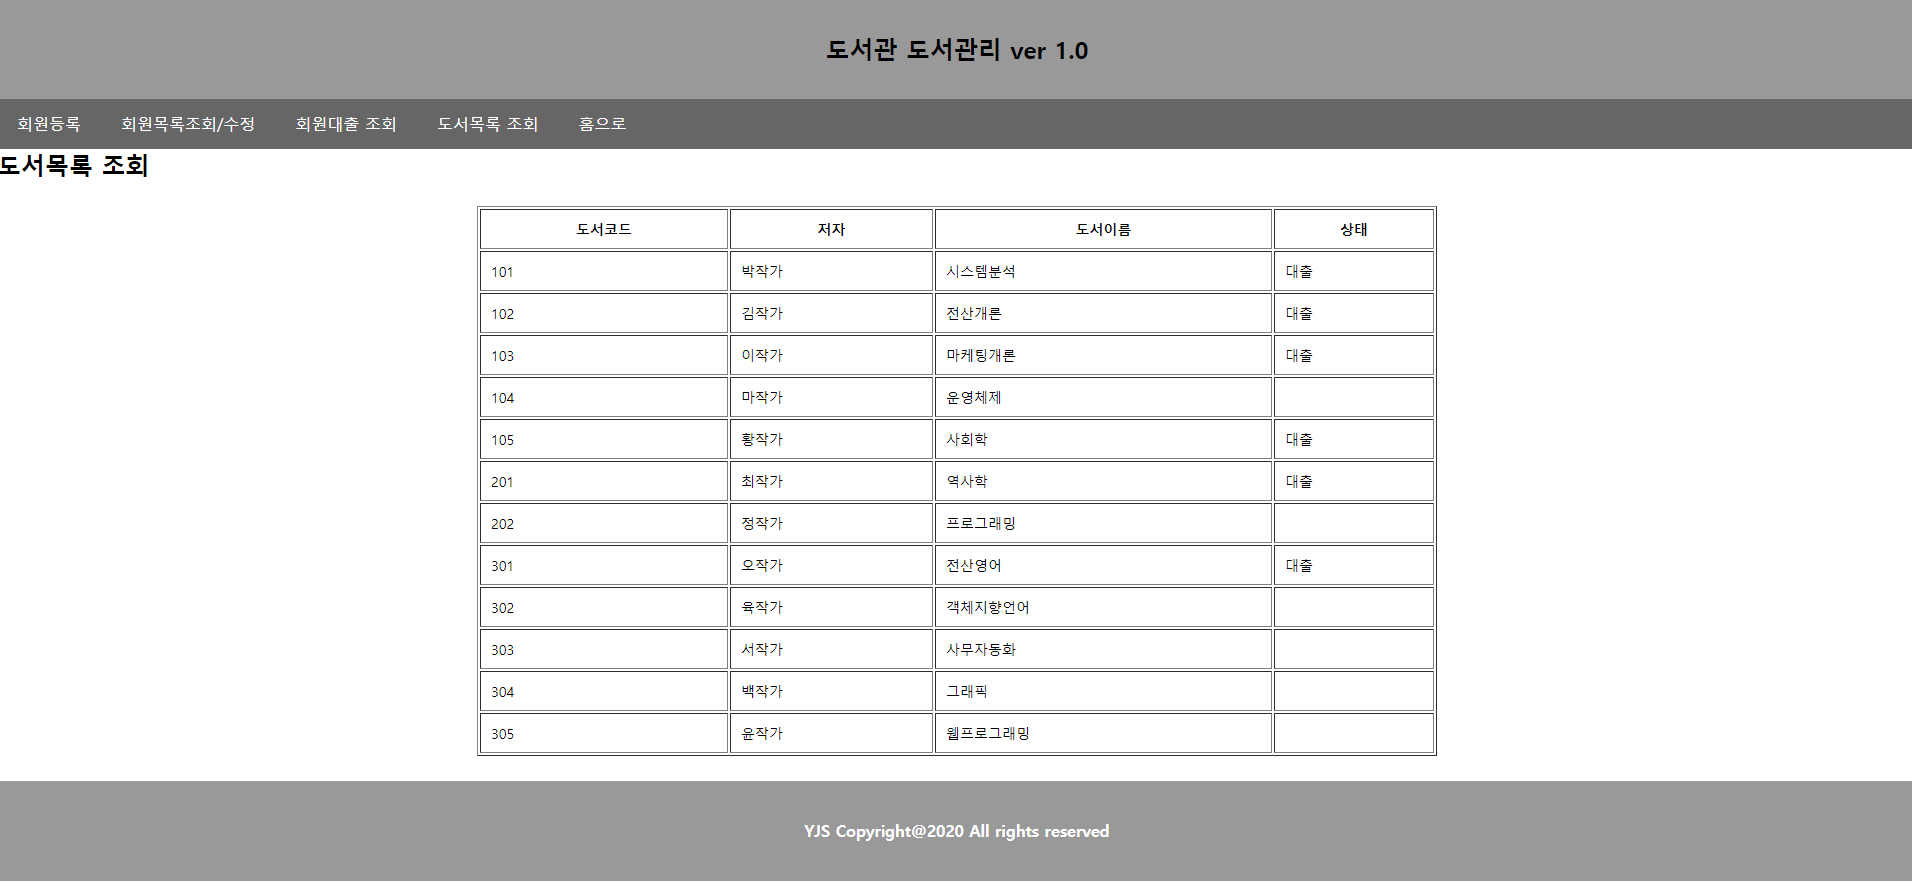 도서관 도서관리 ver 1.0
회원등록 회원목록조회/수정 회원대출 조회 도서목록 조회 홈으로
도서목록 조회
도서코드 저자 도서이름 상태
101 박작가 시스템분석 대출
102 김작가 전산개론 대출
103 이작가 마케팅개론 대출
104 마작가 운영체제
105 황작가 사회학 대출
201 최작가 역사학 대출
202 정작가 프로그래밍
301 오작가 전산영어 대출
302 육작가 객체지향언어
303 서작가 사무자동화
304 백작가 그래픽
305 윤작가 웹프로그래밍
YJS Copyright@2020 All rights reserved